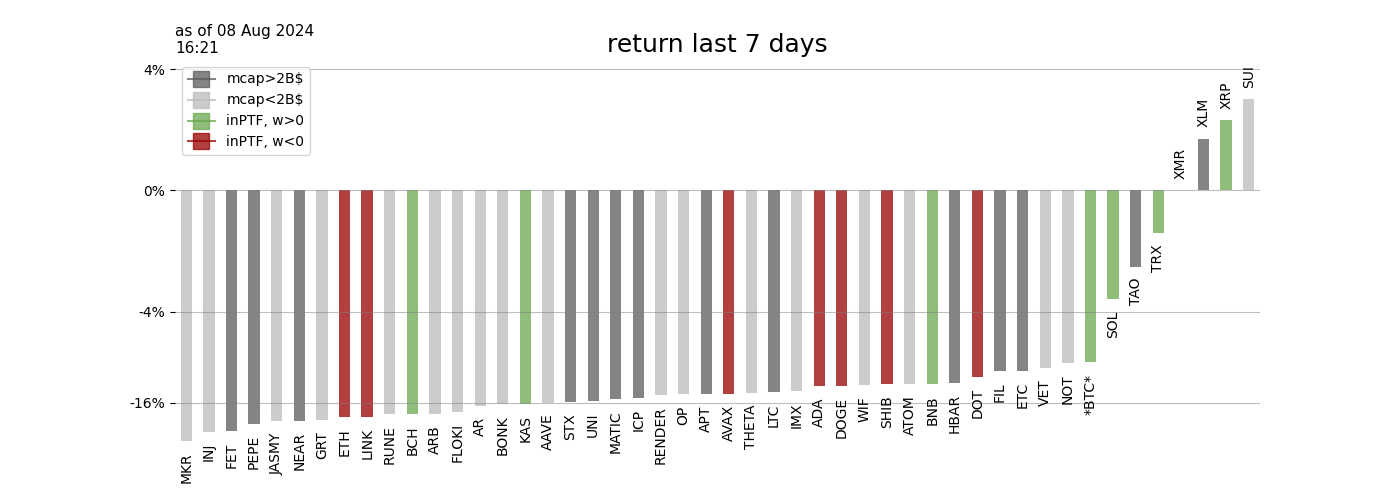 as of 08 Aug 2024
16:21
return last 7 days
4%
0%
-4%
-16%
mcap>2B$
mcap<2B$
inPTF, w>0
inPTF, w<0
MKR
INJ
FET
PEPE
JASMY
NEAR
GRT
ETH
LINK
RUNE
BCH
ARB
FLOKI
AR
BONK
KAS
AAVE
STX
UNI
MATIC
ICP
RENDER
OP
APT
AVAX
THETA
LTC
IMX
ADA
DOGE
WIF
SHIB
ATOM
BNB
HBAR
DOT
FIL
ETC
VET
NOT
*BTC*
SOL
TAO
TRX
XMR
XLM
XRP
SUI